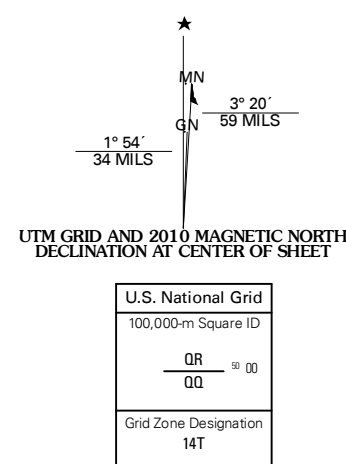 ★
MN
GN
3° 20´
59 MILS
1° 54´
34 MILS
UTM GRID AND 2010 MAGNETIC NORTH
DECLINATION AT CENTER OF SHEET
U.S. National Grid
100,000-m Square ID
QR
50 00
QQ
Grid Zone Designation
14T